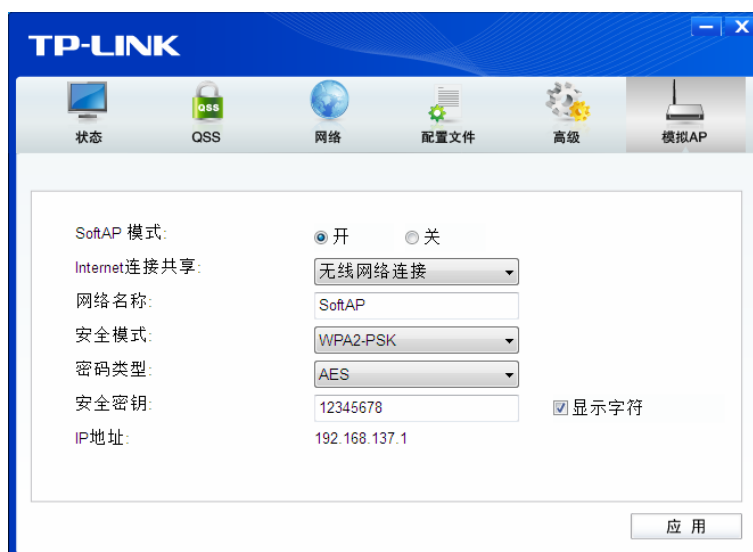 TP-LINK
QSS
状态
QSS
网络
配置文件
高级
模拟AP
SoftAP 模式:
开
关
Internet连接共享:
无线网络连接
网络名称:
SoftAP
安全模式:
WPA2-PSK
密码类型:
AES
安全密钥:
12345678
显示字符
IP地址:
192.168.137.1
应 用